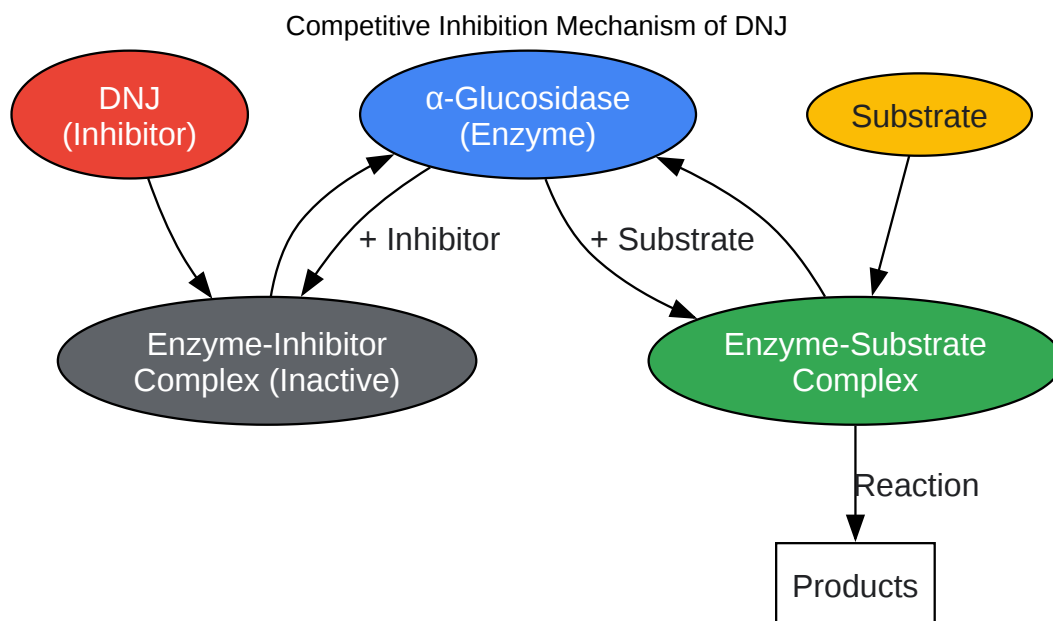 Competitive Inhibition Mechanism of DNJ
DNJ
(Inhibitor)
α-Glucosidase
(Enzyme)
Substrate
+ Inhibitor
+ Substrate
Enzyme-Inhibitor
Complex (Inactive)
Enzyme-Substrate
Complex
Reaction
Products